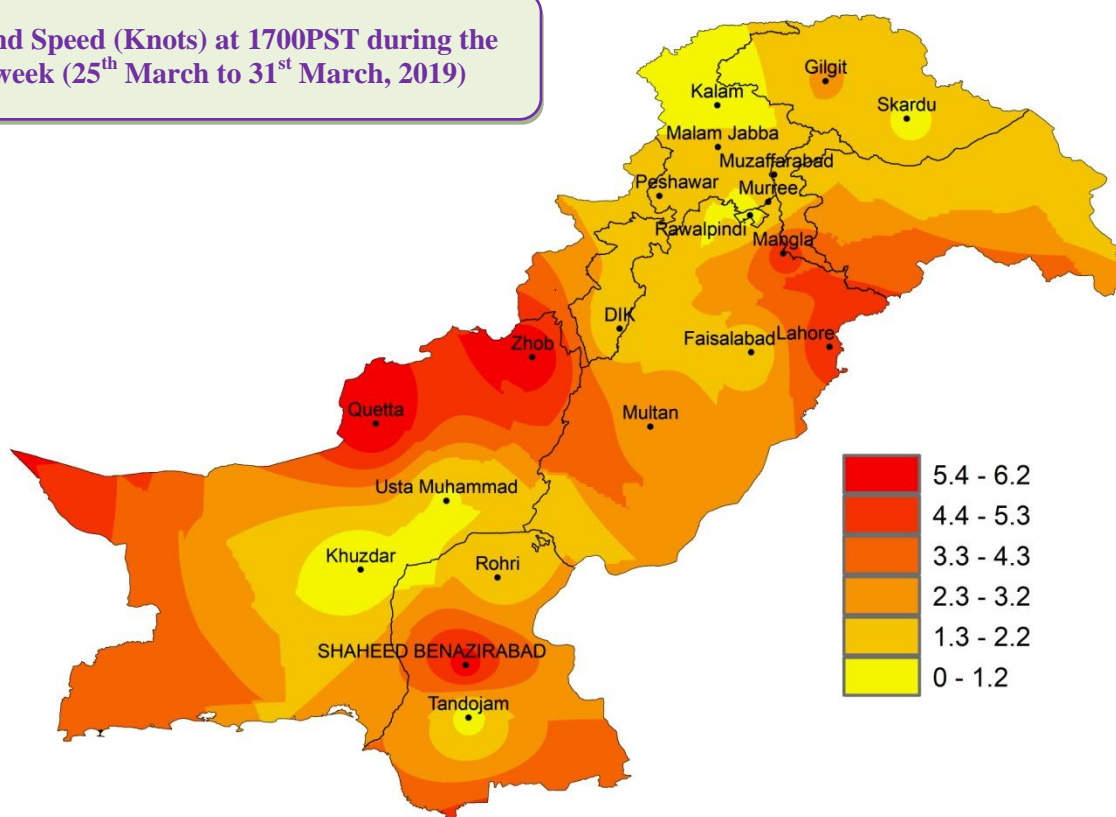 nd Speed (Knots) at 1700PST during the
week (25th March to 31st March, 2019)
Gilgit
Kalam
Skardu
Malam Jabba
Muzaffarabad
Peshawar
Murree
Rawalpindi
Mangla
DIK
Zhob
Faisalabad
Lahore
Quetta
Multan
Usta Muhammad
Khuzdar
Rohri
SHAHEED BENAZIRABAD
Tandojam
5.4 - 6.2
4.4 - 5.3
3.3 - 4.3
2.3 - 3.2
1.3 - 2.2
0 - 1.2